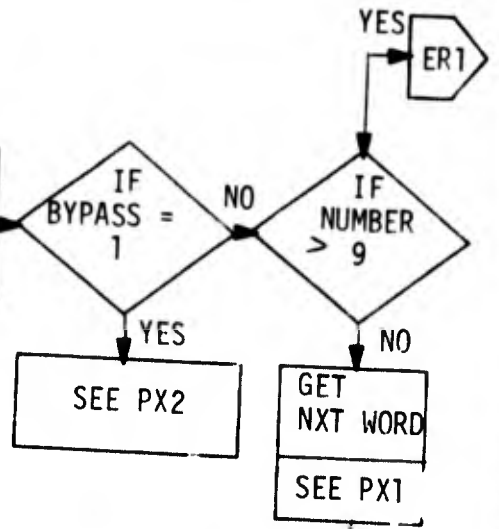 YES
ER1
IF
BYPASS =
1
NO
IF
NUMBER
> 9
YES
NO
SEE PX2
GET
NXT WORD
SEE PX1